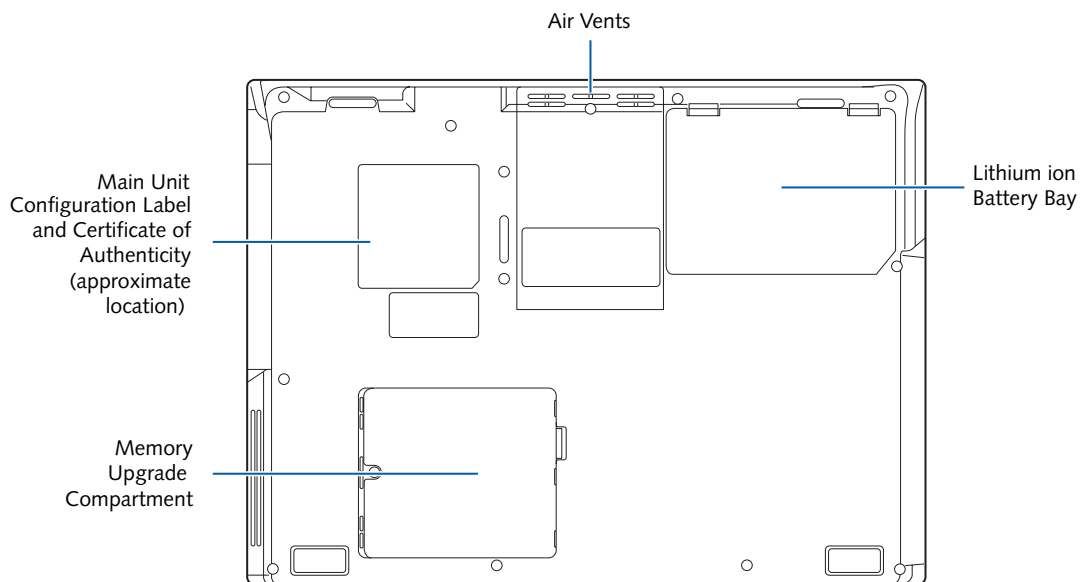 Air Vents
Main Unit
Configuration Label
and Certificate of
Authenticity
(approximate
location)
Lithium ion
Battery Bay
Memory
Upgrade
Compartment